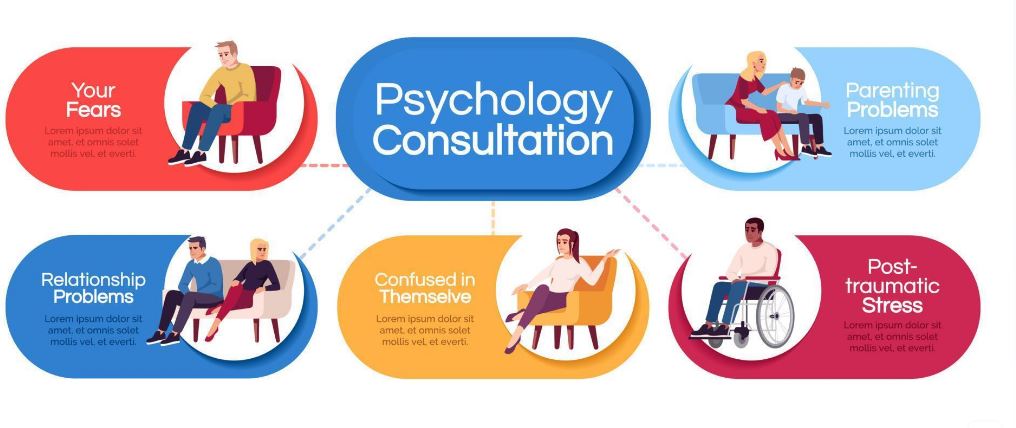 Your
Fears
Lorem ipsum dolor sit
amet, et omnis solet
mollis vel, et everti.
Psychology
Consultation
Parenting
Problems
Lorem ipsum dolor sit
amet, et omnis solet
mollis vel, et everti.
Relationship
Problems
Lorem ipsum dolor sit
amet, et omnis solet
mollis vel, et everti.
Confused in
Themselve
Lorem ipsum dolor sit
amet, et omnis solet
mollis vel, et everti.
Post-
traumatic
Stress
Lorem ipsum dolor sit
amet, et omnis solet
mollis vel, et everti.